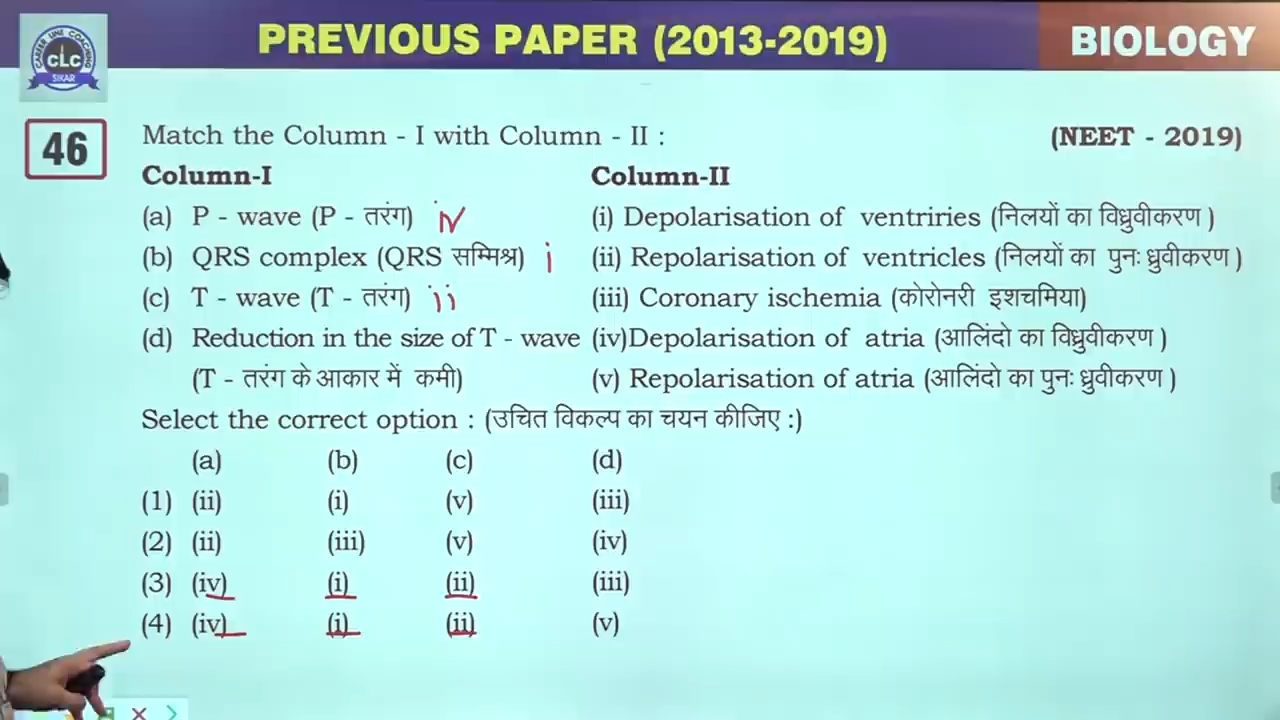 PREVIOUS PAPER (2013-2019) BIOLOGY
CAREER LINE COACHING
CLC
SIKAR
46 Match the Column - I with Column - II : (NEET - 2019)
Column-I Column-II
(a) P - wave (P - तरंग) iv (i) Depolarisation of ventriries (निलयों का विध्रुवीकरण )
(b) QRS complex (QRS सम्मिश्र) i (ii) Repolarisation of ventricles (निलयों का पुनः ध्रुवीकरण )
(c) T - wave (T - तरंग) ii (iii) Coronary ischemia (कोरोनरी इशचमिया)
(d) Reduction in the size of T - wave (iv)Depolarisation of atria (आलिंदो का विध्रुवीकरण )
(T - तरंग के आकार में कमी) (v) Repolarisation of atria (आलिंदो का पुनः ध्रुवीकरण )
Select the correct option : (उचित विकल्प का चयन कीजिए :)
(a) (b) (c) (d)
(1) (ii) (i) (v) (iii)
(2) (ii) (iii) (v) (iv)
(3) (iv) (i) (ii) (iii)
(4) (iv) (i) (ii) (v)